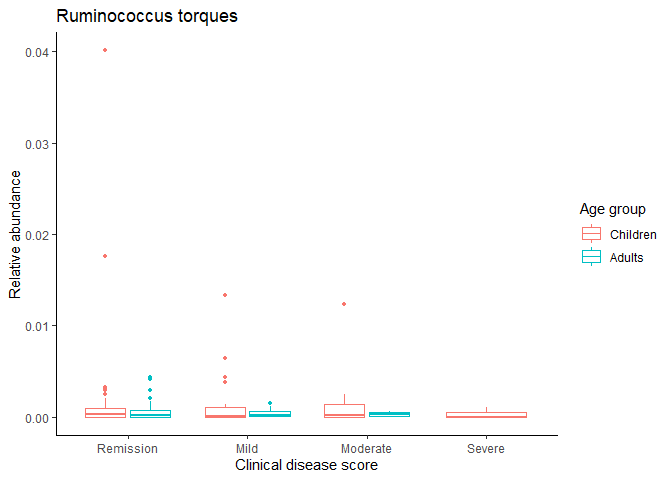 Ruminococcus torques
Relative abundance
0.04
0.03
0.02
0.01
0.00
Remission Mild Moderate Severe
Clinical disease score
Age group
Children
Adults